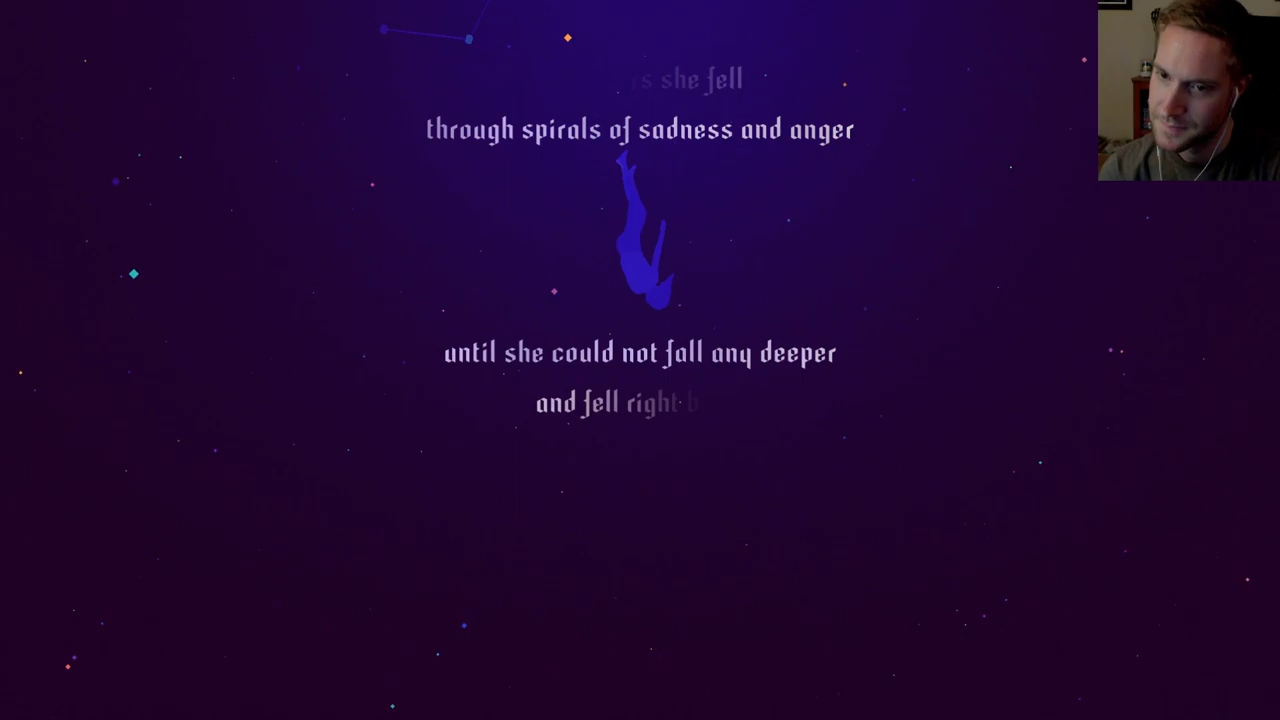 she fell
through spirals of sadness and anger
until she could not fall any deeper
and fell right